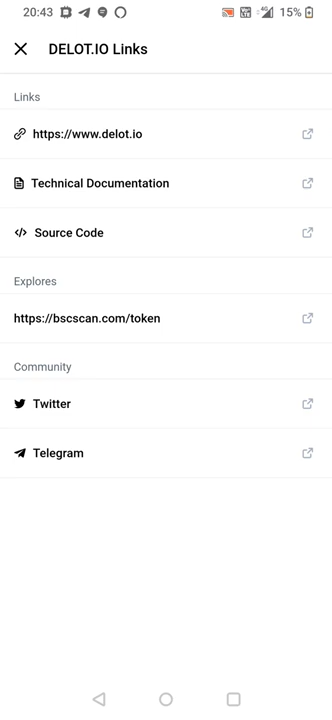 20:43
4G
15%
DELOT.IO Links
Links
https://www.delot.io
Technical Documentation
Source Code
Explores
https://bscscan.com/token
Community
Twitter
Telegram